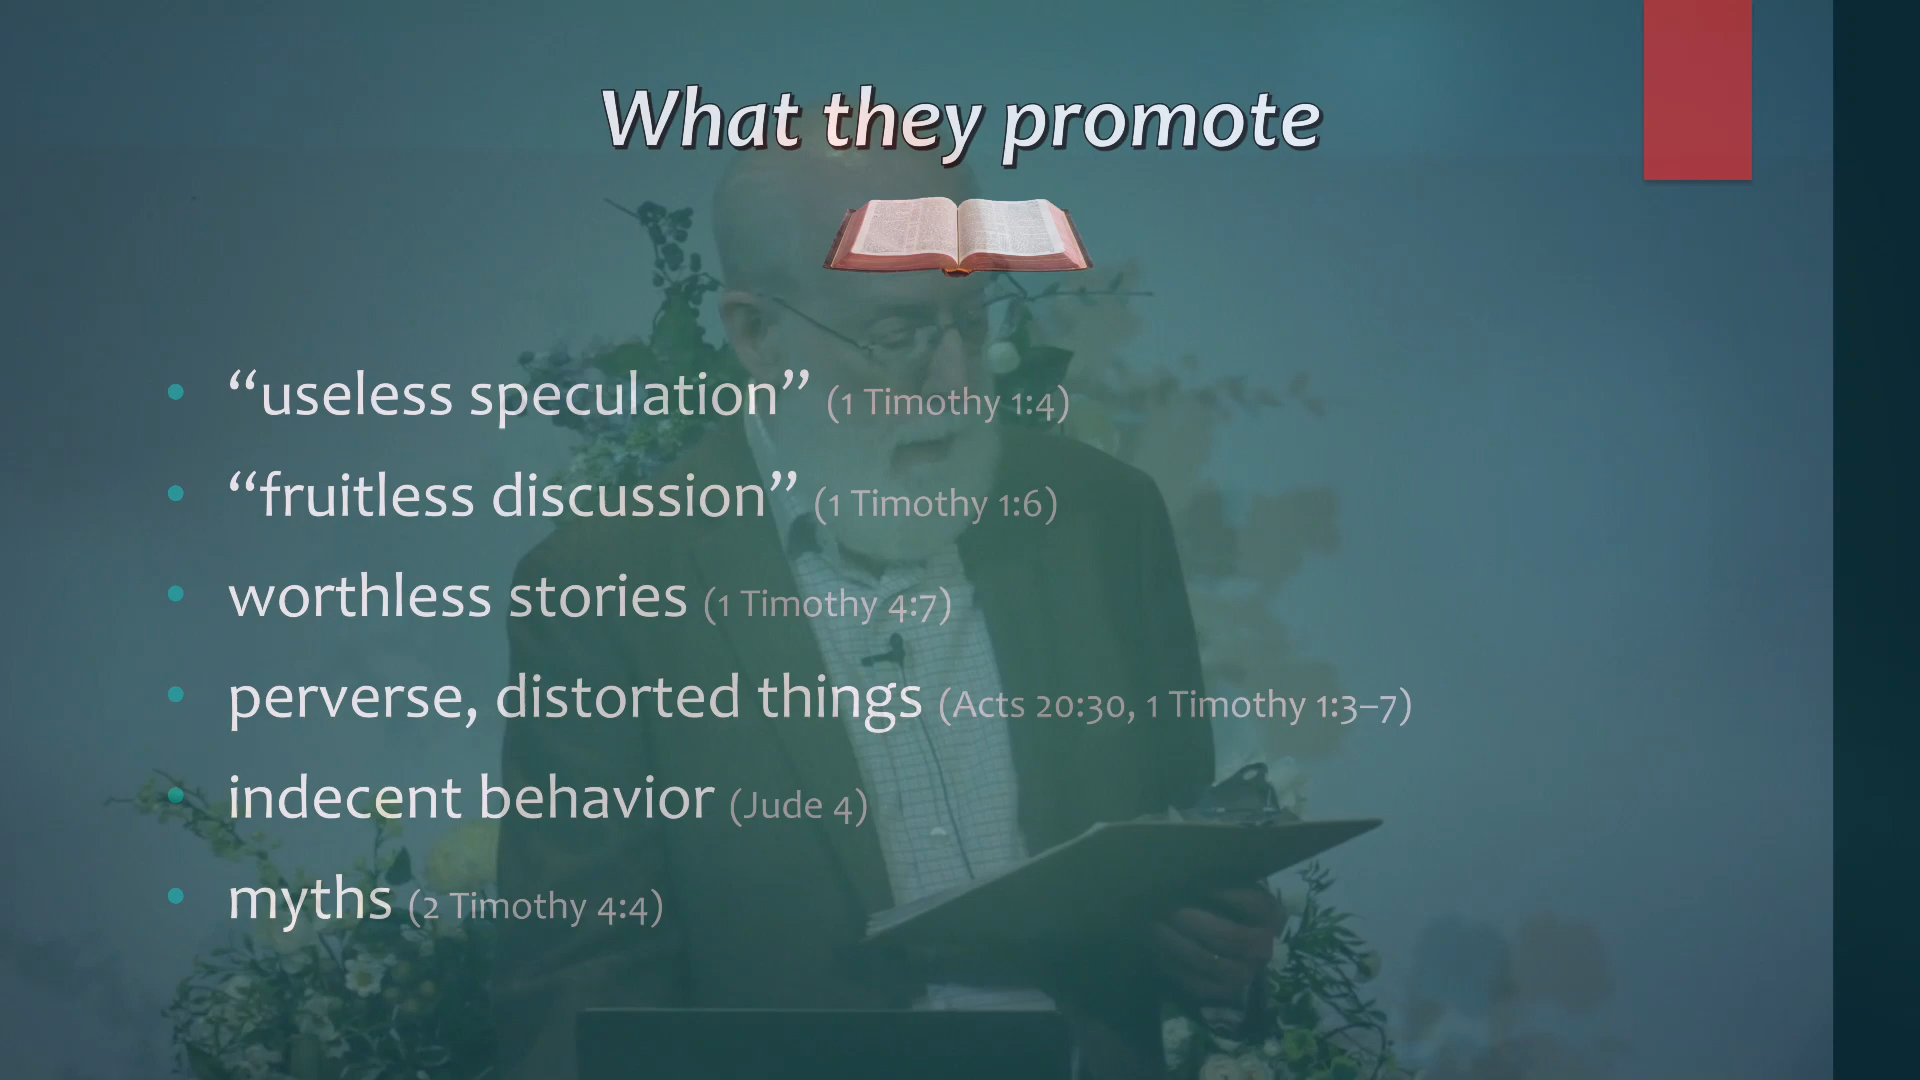 What they promote
“useless speculation” (1 Timothy 1:4)
“fruitless discussion” (1 Timothy 1:6)
worthless stories (1 Timothy 4:7)
perverse, distorted things (Acts 20:30, 1 Timothy 1:3–7)
indecent behavior (Jude 4)
myths (2 Timothy 4:4)